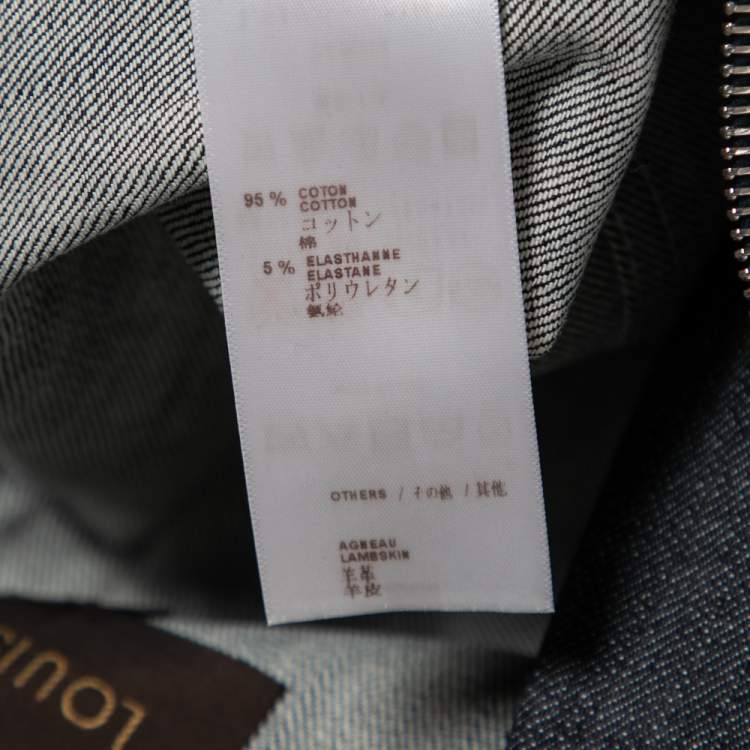 95 % COTON
COTTON
コットン
棉
5 % ELASTHANNE
ELASTANE
ポリウレタン
氨纶
OTHERS / その他 / 其他
AGNEAU
LAMBSKIN
羊革
羊皮
LOUIS